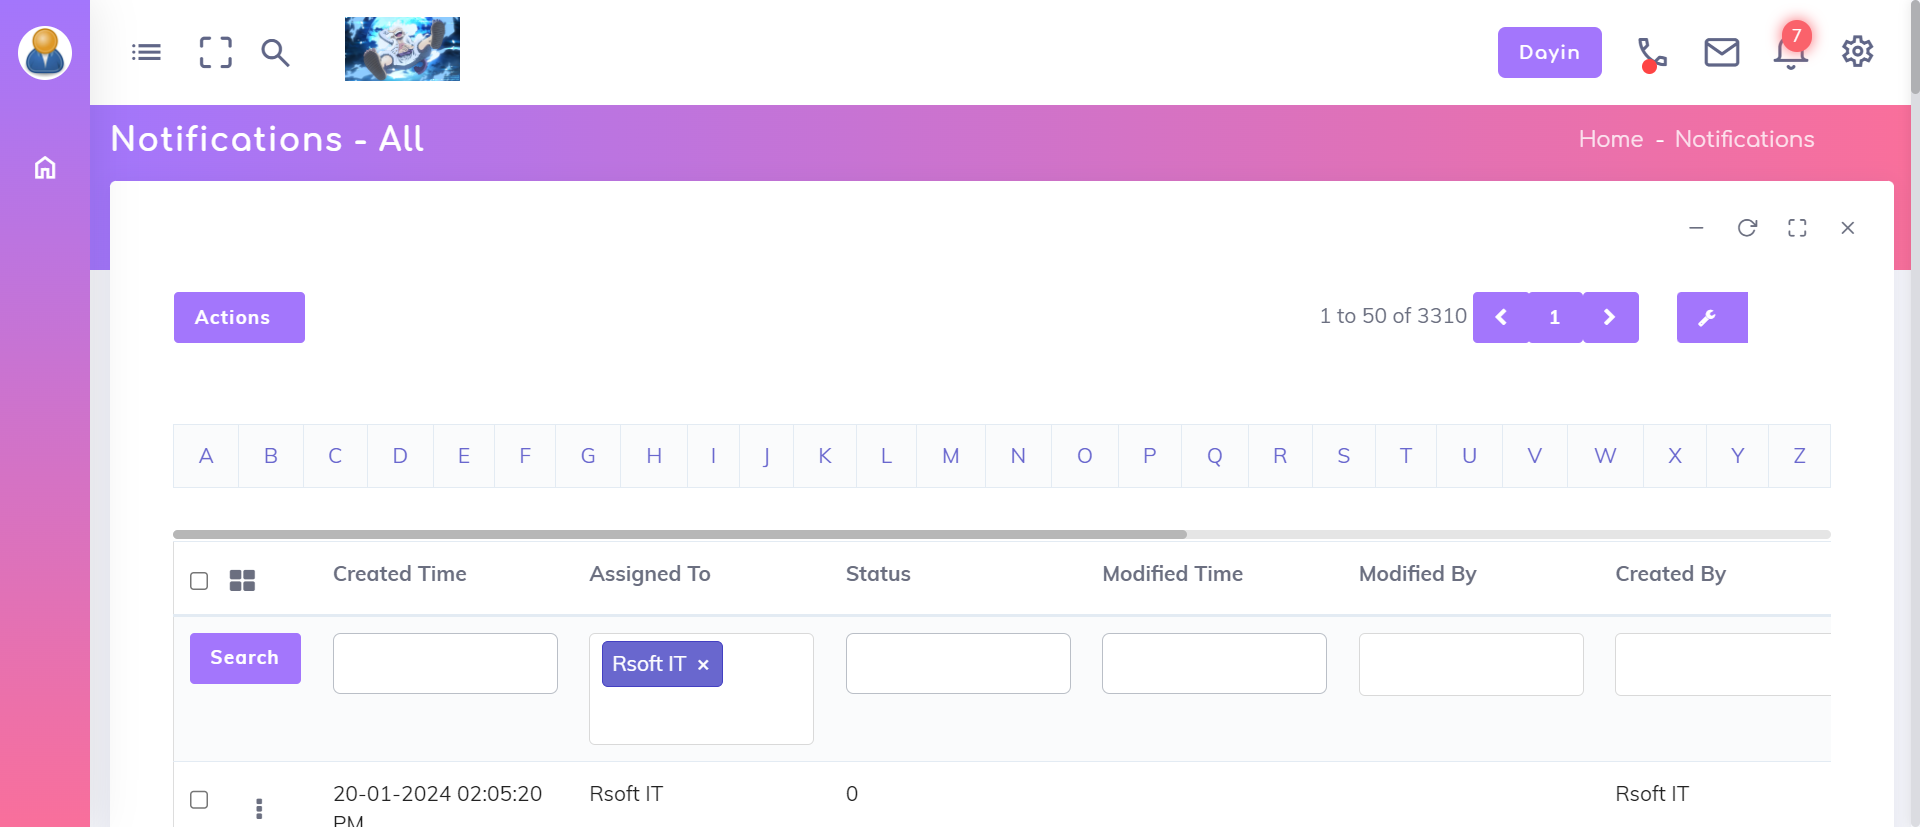 Dayin
7
Notifications - All
Home - Notifications
Actions
1 to 50 of 3310
1
A B C D E F G H I J K L M N O P Q R S T U V W X Y Z
Created Time Assigned To Status Modified Time Modified By Created By
Search
Rsoft IT ×
20-01-2024 02:05:20 Rsoft IT 0 Rsoft IT
PM